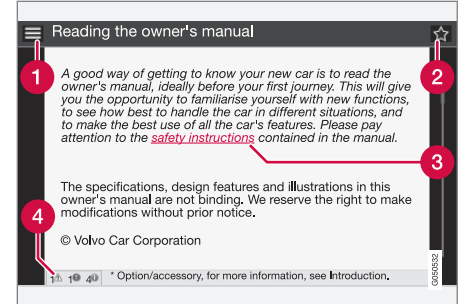 Reading the owner's manual
1
2
A good way of getting to know your new car is to read the
owner's manual, ideally before your first journey. This will give
you the opportunity to familiarise yourself with new functions,
to see how best to handle the car in different situations, and
to make the best use of all the car's features. Please pay
attention to the safety instructions contained in the manual.
3
The specifications, design features and illustrations in this
owner's manual are not binding. We reserve the right to make
modifications without prior notice.
4
© Volvo Car Corporation
1 1 4 * Option/accessory, for more information, see Introduction.
G050532